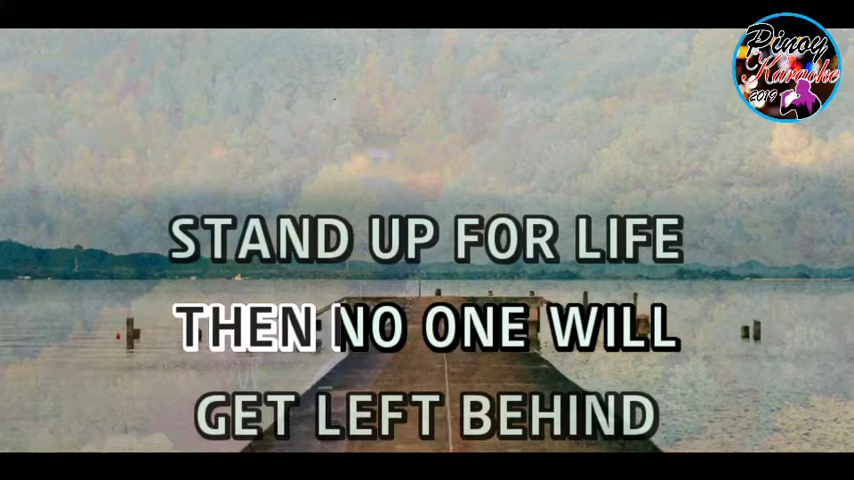 Pinoy
Karaoke
2019
STAND UP FOR LIFE
THEN NO ONE WILL
GET LEFT BEHIND